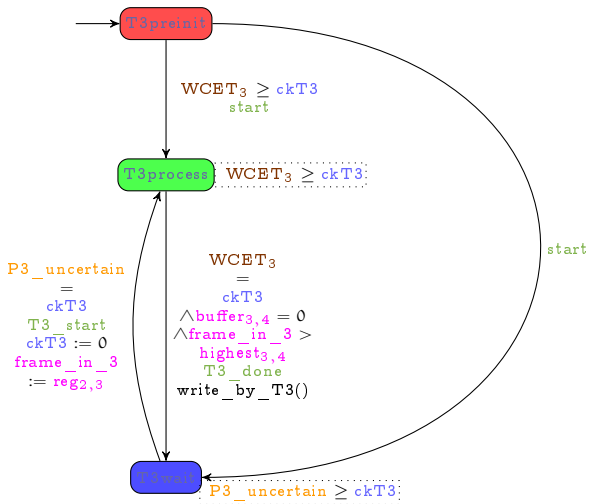 T3preinit
WCET₃ ≥ ckT3
start
T3process
WCET₃ ≥ ckT3
start
P3_uncertain
=
ckT3
T3_start
ckT3 := 0
frame_in_3
:= reg₂,₃
WCET₃
=
ckT3
∧buffer₃,₄ = 0
∧frame_in_3 >
highest₃,₄
T3_done
write_by_T3()
T3wait
P3_uncertain ≥ ckT3